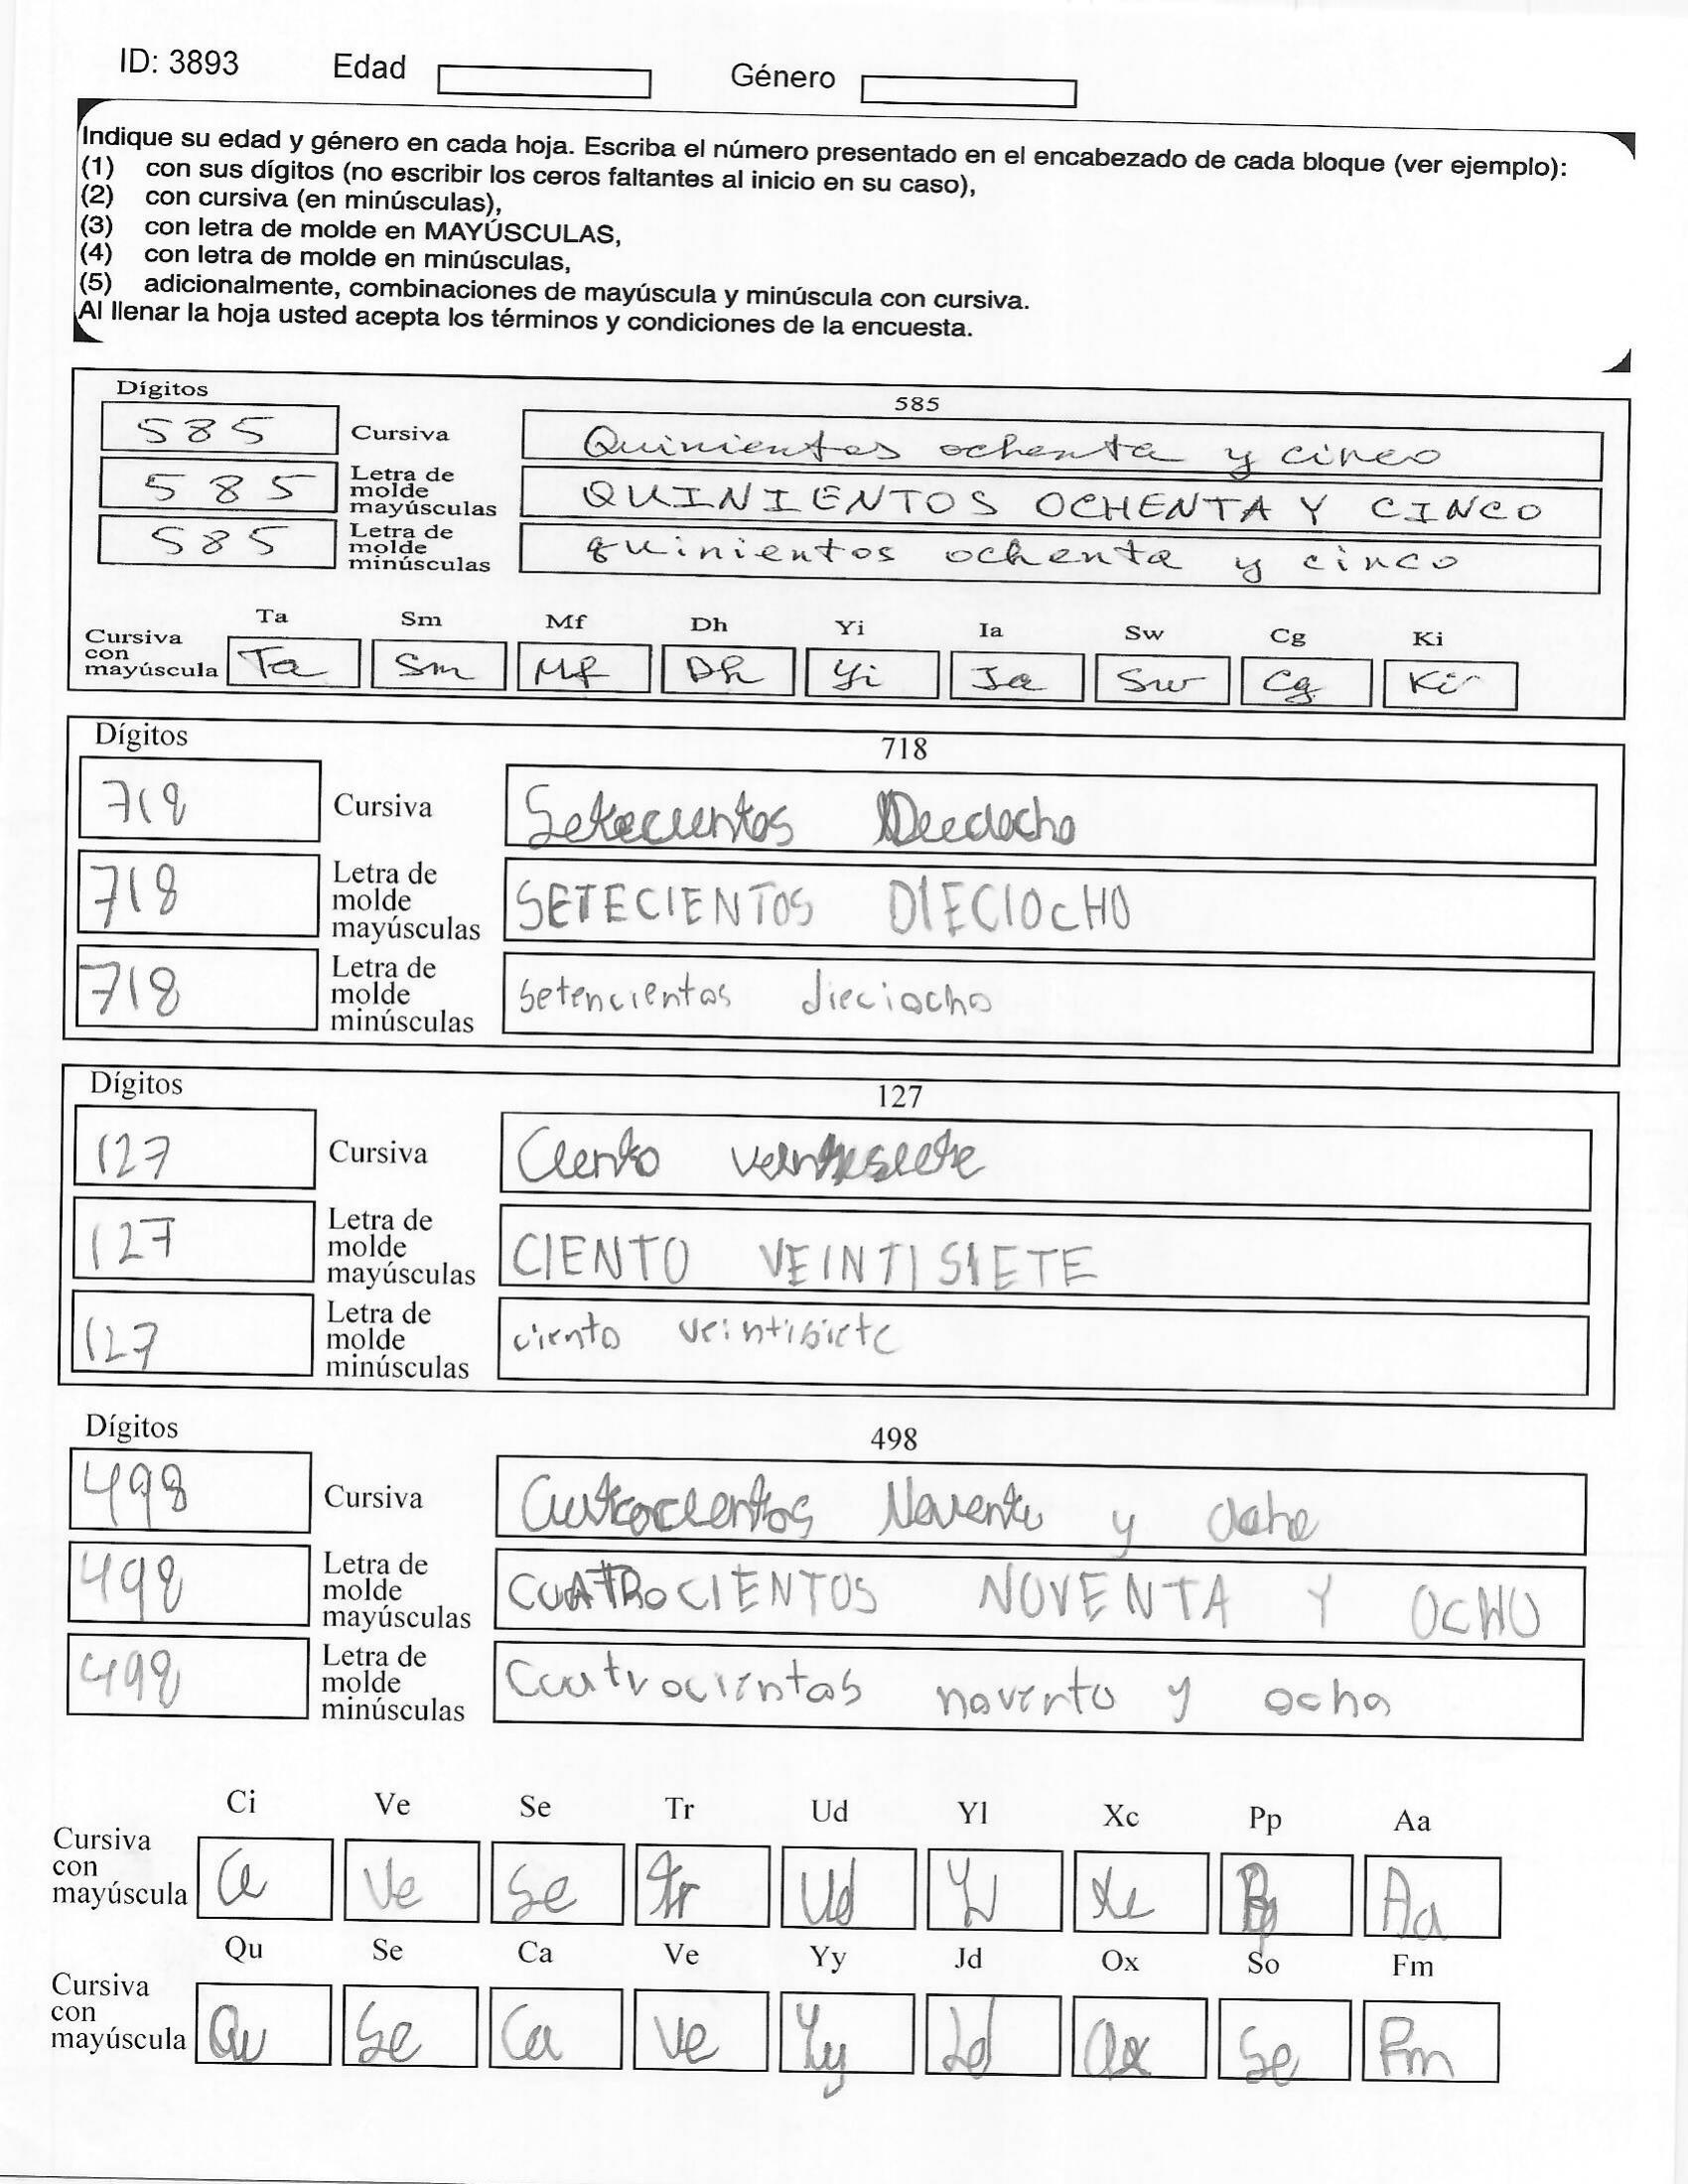 ID: 3893 Edad Género
Indique su edad y género en cada hoja. Escriba el número presentado en el encabezado de cada bloque (ver ejemplo):
(1) con sus dígitos (no escribir los ceros faltantes al inicio en su caso),
(2) con cursiva (en minúsculas),
(3) con letra de molde en MAYÚSCULAS,
(4) con letra de molde en minúsculas,
(5) adicionalmente, combinaciones de mayúscula y minúscula con cursiva.
Al llenar la hoja usted acepta los términos y condiciones de la encuesta.
Dígitos 585
585 Cursiva Quinientos ochenta y cinco
585 Letra de molde mayúsculas QUINIENTOS OCHENTA Y CINCO
585 Letra de molde minúsculas quinientos ochenta y cinco
Ta Sm Mf Dh Yi Ia Sw Cg Ki
Cursiva con mayúscula Ta Sm Mf Dh Yi Ia Sw Cg Ki
Dígitos 718
718 Cursiva Setecientos Dieciocho
718 Letra de molde mayúsculas SETECIENTOS DIECIOCHO
718 Letra de molde minúsculas setencientos dieciocho
Dígitos 127
127 Cursiva Ciento veintisiete
127 Letra de molde mayúsculas CIENTO VEINTISIETE
127 Letra de molde minúsculas ciento veintisiete
Dígitos 498
498 Cursiva Cuatrocientos Noventa y ocho
498 Letra de molde mayúsculas CUATROCIENTOS NOVENTA Y OCHO
498 Letra de molde minúsculas Cuatrocientos noventa y ocho
Ci Ve Se Tr Ud Yl Xc Pp Aa
Cursiva con mayúscula Ci Ve Se Tr Ud Yl Xc Pp Aa
Qu Se Ca Ve Yy Jd Ox So Fm
Cursiva con mayúscula Qu Se Ca Ve Yy Jd Ox So Fm